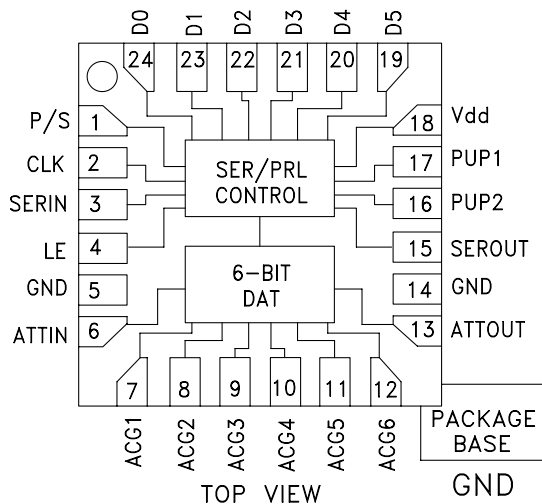 D0
D1
D2
D3
D4
D5
24
23
22
21
20
19
P/S
1
18
Vdd
CLK
2
17
PUP1
SERIN
3
16
PUP2
LE
4
15
SEROUT
GND
5
14
GND
ATTIN
6
13
ATTOUT
SER/PRL
CONTROL
6-BIT
DAT
7
8
9
10
11
12
ACG1
ACG2
ACG3
ACG4
ACG5
ACG6
PACKAGE
BASE
GND
TOP VIEW